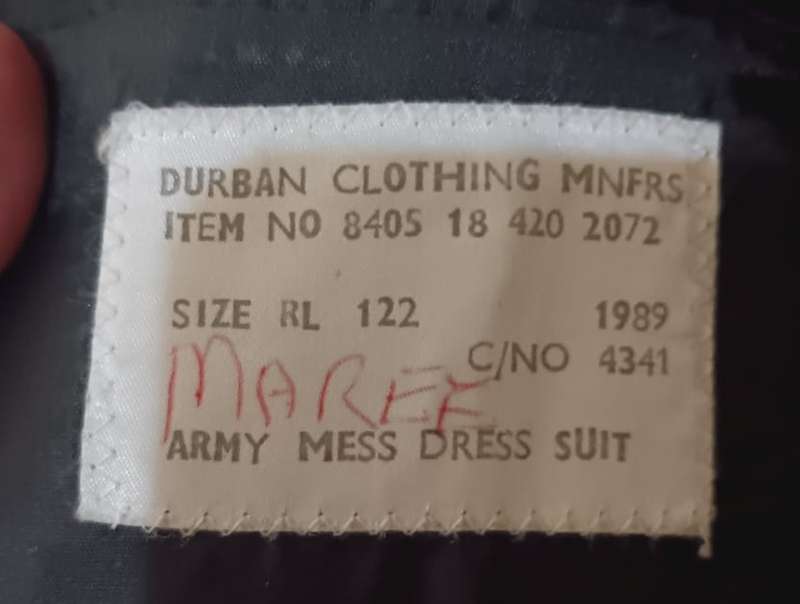 DURBAN CLOTHING MNFRS
ITEM NO 8405 18 420 2072
SIZE RL 122 1989
C/NO 4341
MAREE
ARMY MESS DRESS SUIT